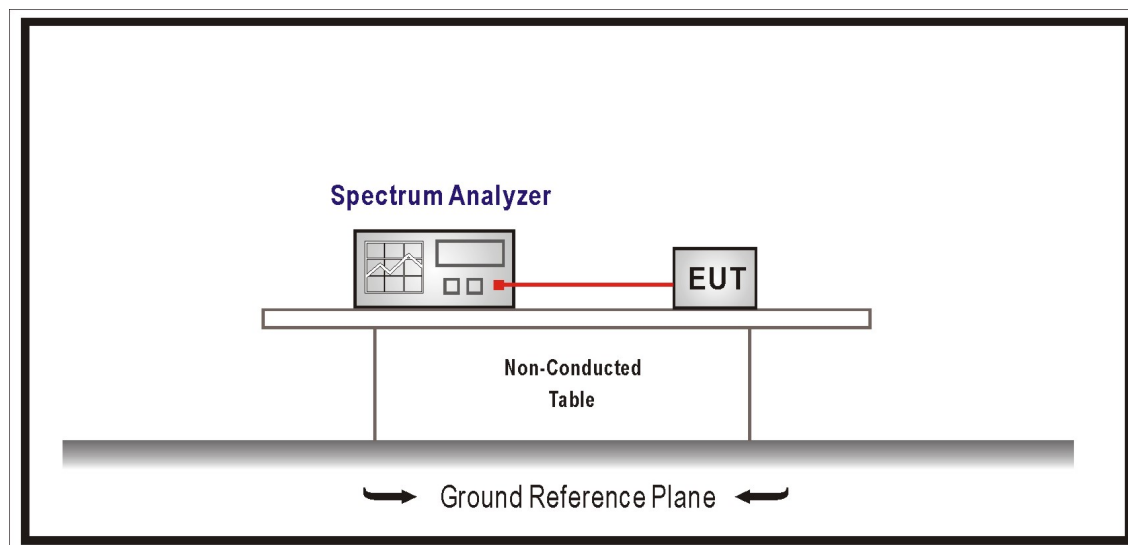 Spectrum Analyzer
EUT
Non-Conducted
Table
Ground Reference Plane